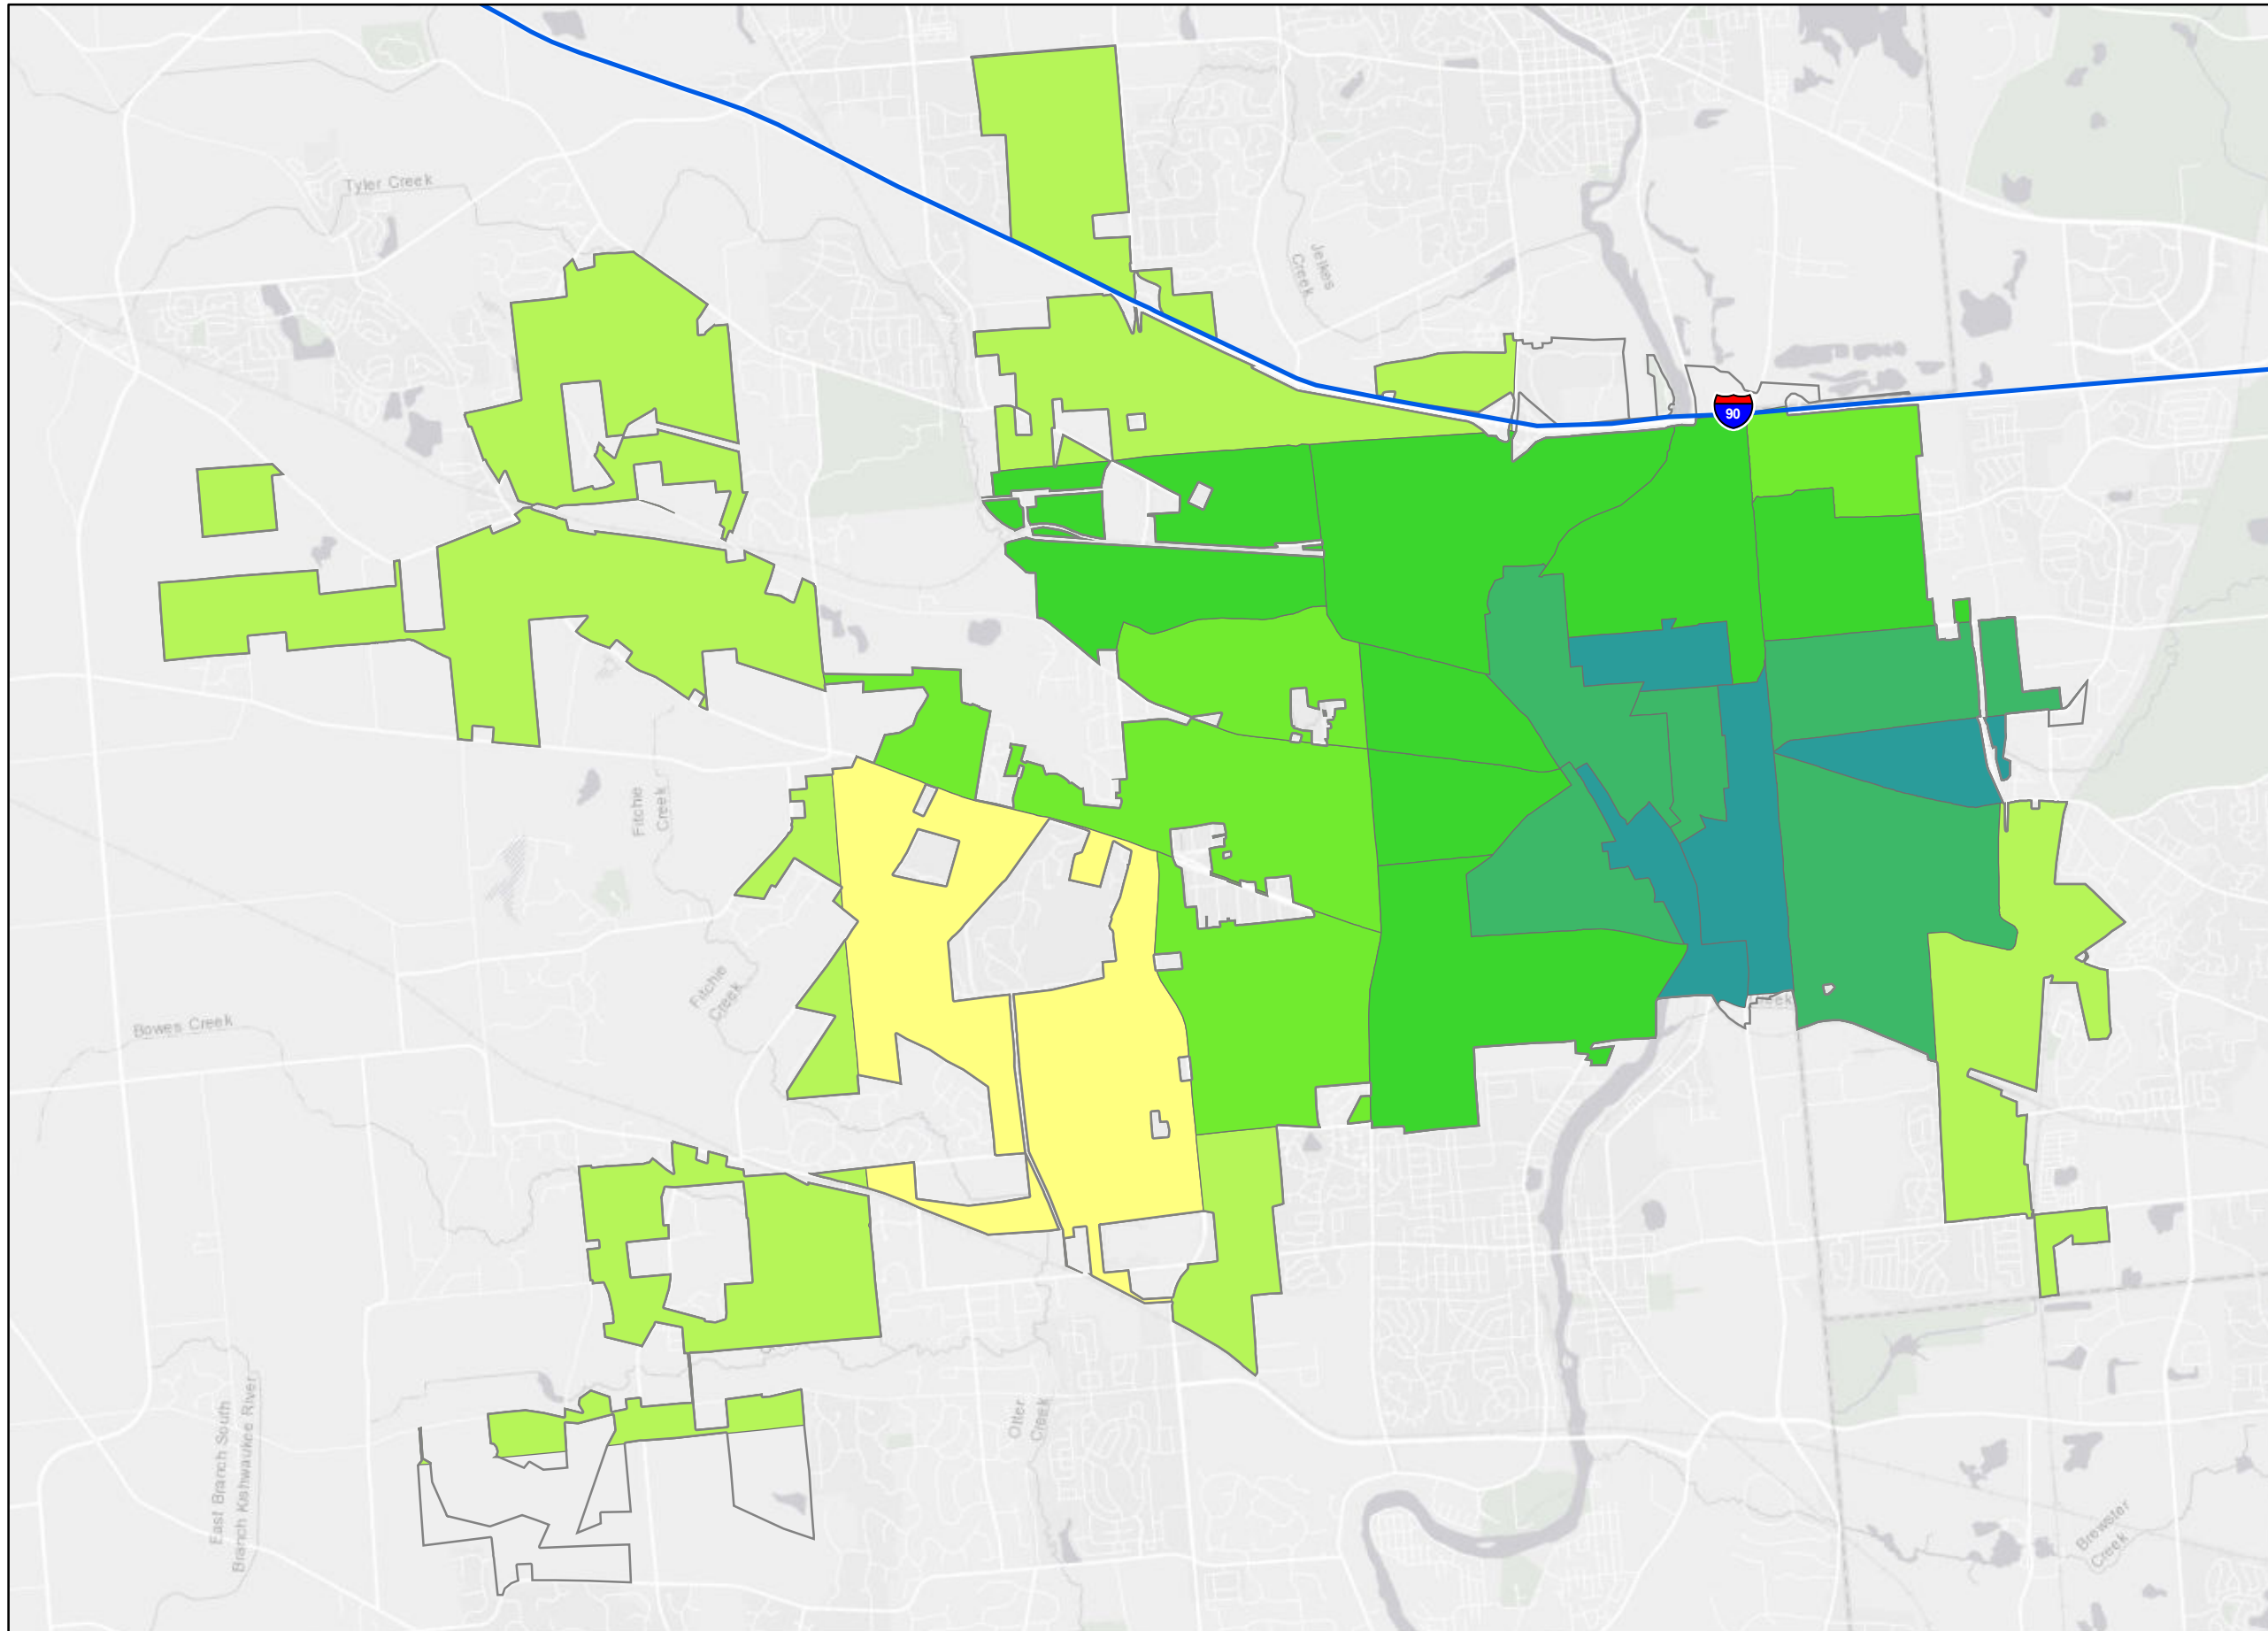 Tyler Creek
Jelkes
Creek
90
Fitchie
Creek
Fitchie
Creek
Bowes Creek
eek
Otter
Creek
East Branch South
Branch Kishwaukee River
Brewster
Creek